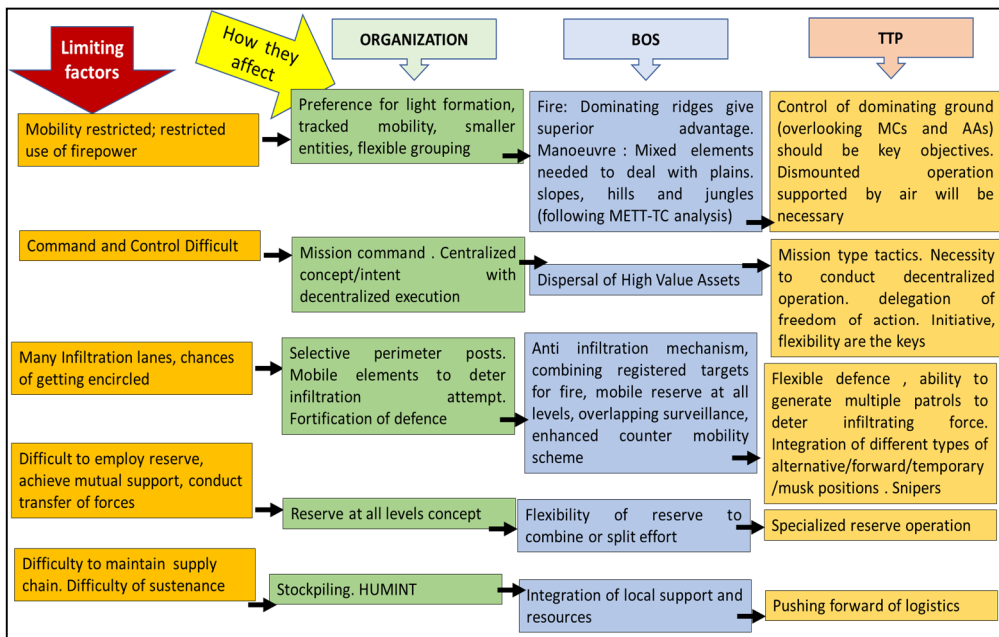 Limiting
factors
How they
affect
ORGANIZATION
BOS
TTP
Mobility restricted; restricted
use of firepower
Preference for light formation,
tracked mobility, smaller
entities, flexible grouping
Fire: Dominating ridges give
superior advantage.
Manoeuvre : Mixed elements
needed to deal with plains.
slopes, hills and jungles
(following METT-TC analysis)
Control of dominating ground
(overlooking MCs and AAs)
should be key objectives.
Dismounted operation
supported by air will be
necessary
Command and Control Difficult
Mission command . Centralized
concept/intent with
decentralized execution
Dispersal of High Value Assets
Mission type tactics. Necessity
to conduct decentralized
operation. delegation of
freedom of action. Initiative,
flexibility are the keys
Many Infiltration lanes, chances
of getting encircled
Selective perimeter posts.
Mobile elements to deter
infiltration attempt.
Fortification of defence
Anti infiltration mechanism,
combining registered targets
for fire, mobile reserve at all
levels, overlapping surveillance,
enhanced counter mobility
scheme
Flexible defence , ability to
generate multiple patrols to
deter infiltrating force.
Integration of different types of
alternative/forward/temporary
/musk positions . Snipers
Difficult to employ reserve,
achieve mutual support, conduct
transfer of forces
Reserve at all levels concept
Flexibility of reserve to
combine or split effort
Specialized reserve operation
Difficulty to maintain supply
chain. Difficulty of sustenance
Stockpiling. HUMINT
Integration of local support and
resources
Pushing forward of logistics